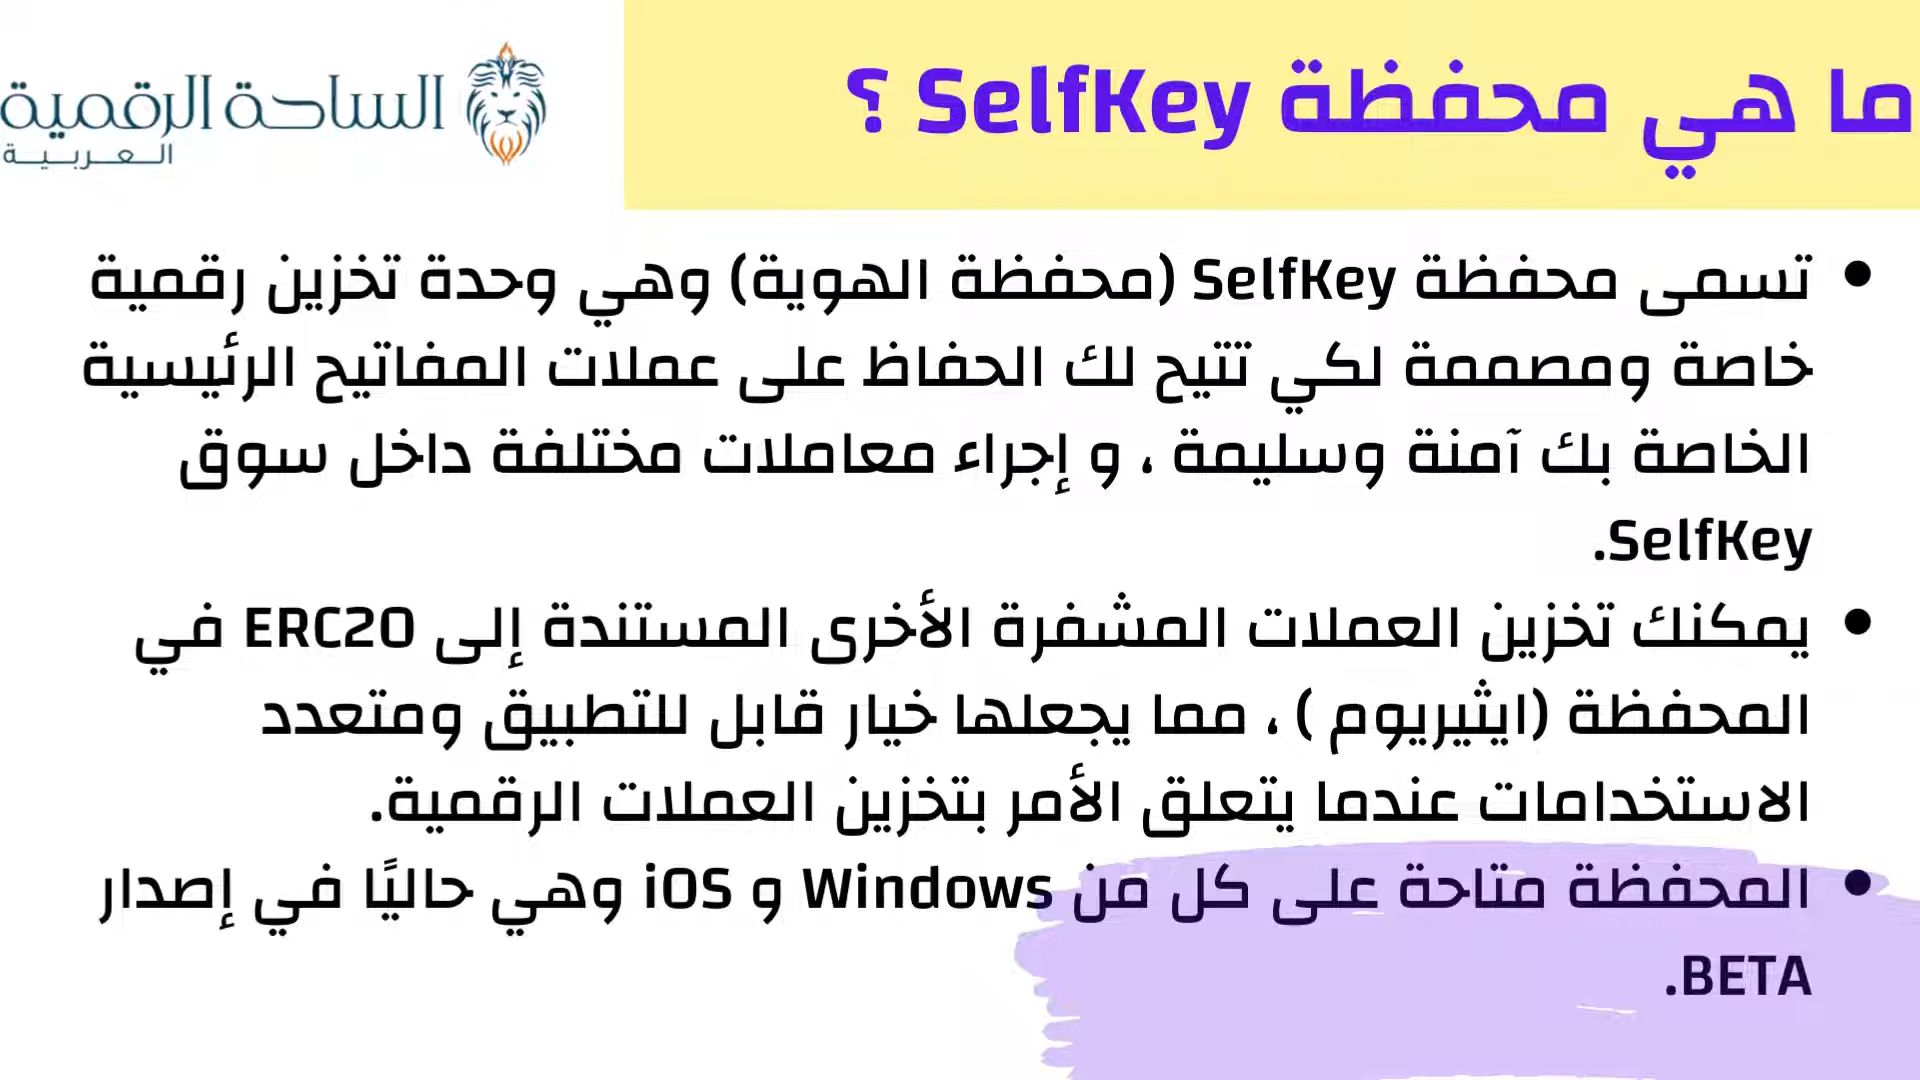 ما هي محفظة SelfKey ؟
الساحة الرقمية
العربية
• تسمى محفظة SelfKey (محفظة الهوية) وهي وحدة تخزين رقمية
خاصة ومصممة لكي تتيح لك الحفاظ على عملات المفاتيح الرئيسية
الخاصة بك آمنة وسليمة ، و إجراء معاملات مختلفة داخل سوق
SelfKey.
• يمكنك تخزين العملات المشفرة الأخرى المستندة إلى ERC20 في
المحفظة (ايثيريوم ) ، مما يجعلها خيار قابل للتطبيق ومتعدد
الاستخدامات عندما يتعلق الأمر بتخزين العملات الرقمية.
• المحفظة متاحة على كل من Windows و iOS وهي حاليًا في إصدار
BETA.